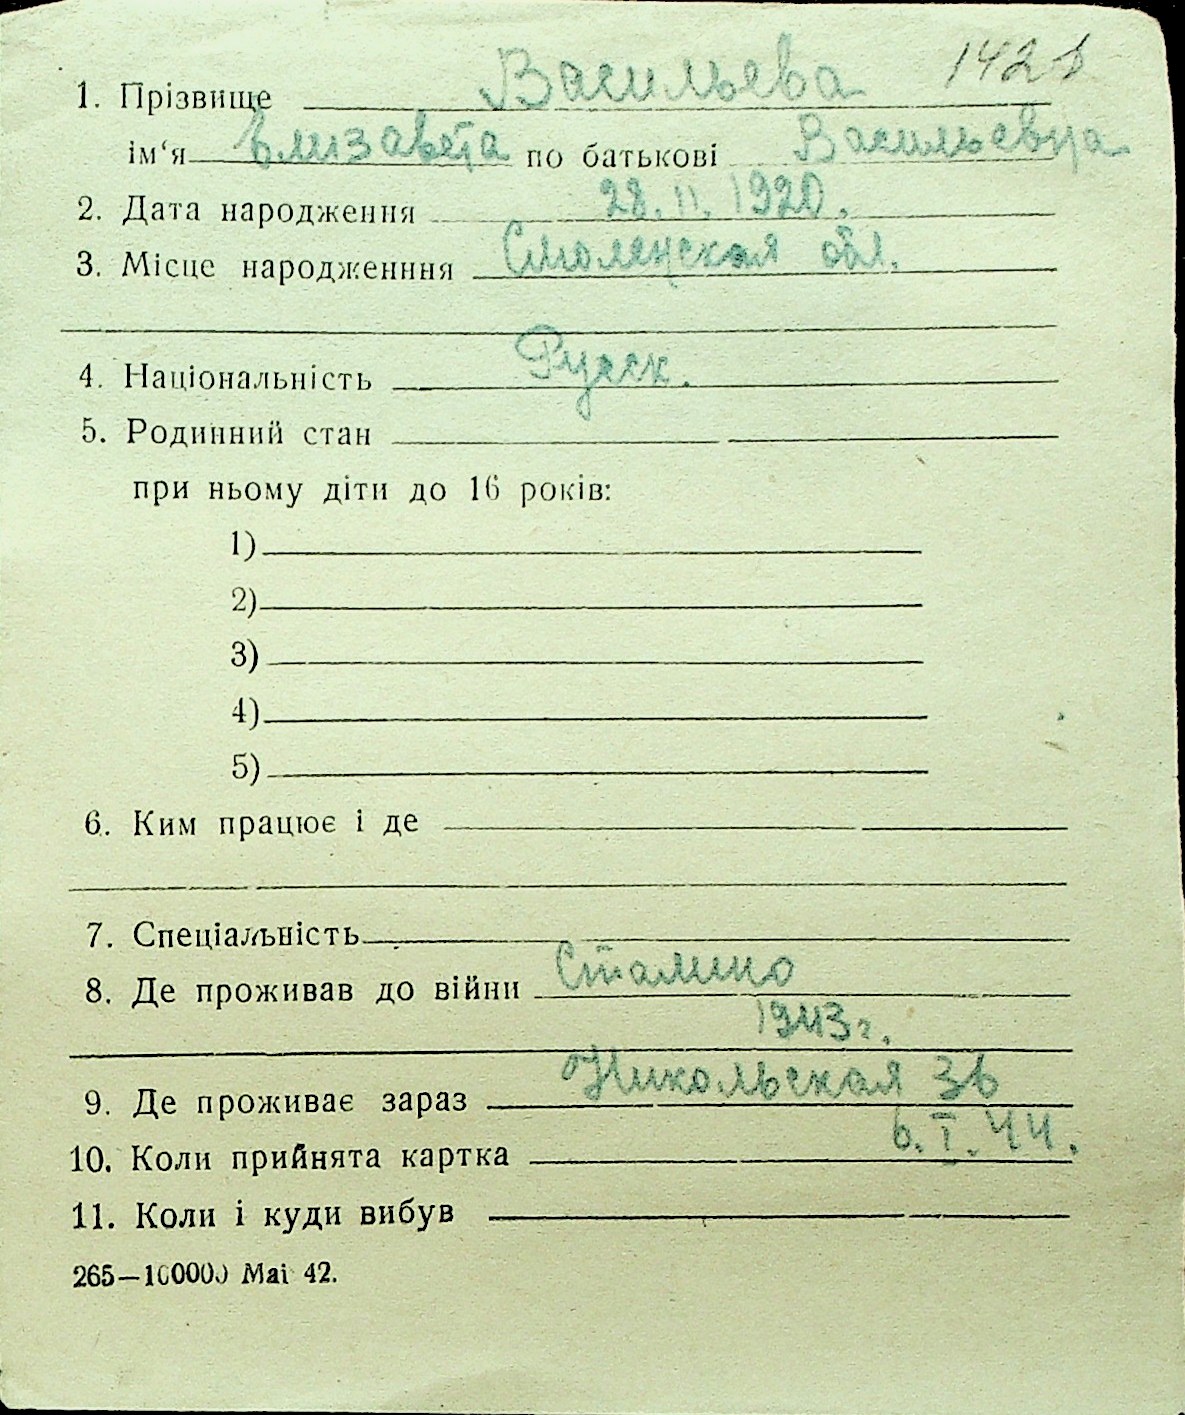 1428
1. Прізвище Васильева
ім‘я Елизавета по батькові Васильевна
2. Дата народження 28. II. 1920.
3. Місце народженння Смоленская обл.
4. Національність Русск.
5. Родинний стан
при ньому діти до 16 років:
1)
2)
3)
4)
5)
6. Ким працює і де
7. Спеціальність
8. Де проживав до війни Сталино
1943г.
9. Де проживає зараз Никольская 36
10. Коли прийнята картка 6. I. 44.
11. Коли і куди вибув
265—100000 Mai 42.